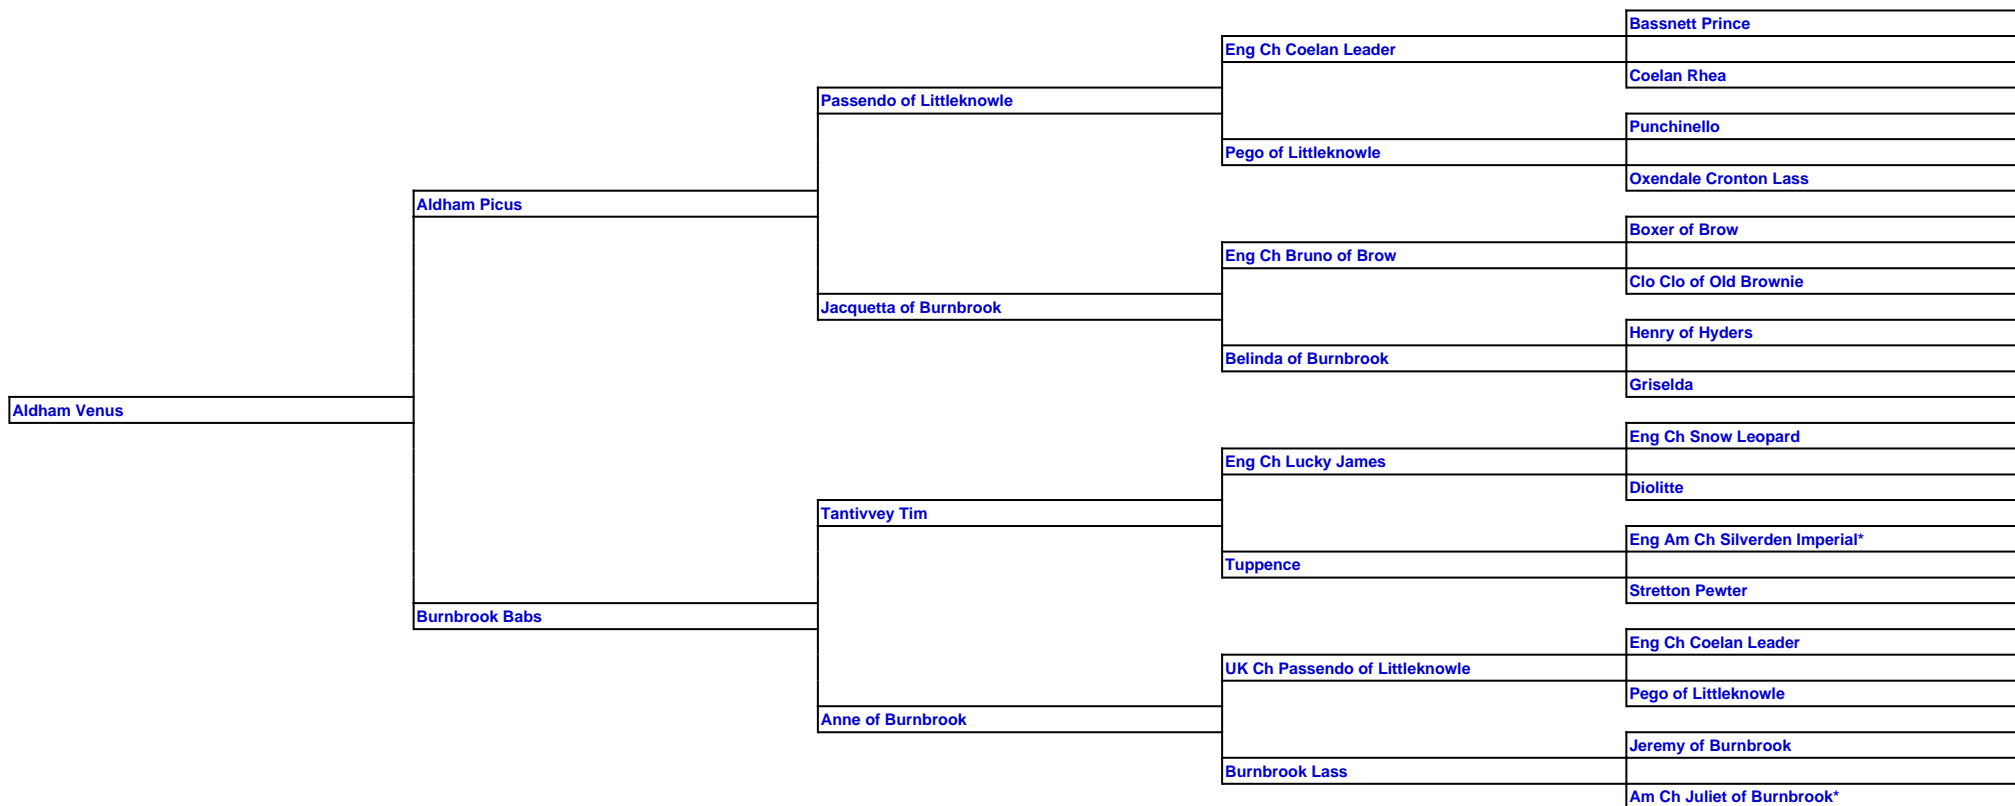 Bassnett Prince
Eng Ch Coelan Leader
Coelan Rhea
Passendo of Littleknowle
Punchinello
Pego of Littleknowle
Oxendale Cronton Lass
Aldham Picus
Boxer of Brow
Eng Ch Bruno of Brow
Clo Clo of Old Brownie
Jacquetta of Burnbrook
Henry of Hyders
Belinda of Burnbrook
Griselda
Aldham Venus
Eng Ch Snow Leopard
Eng Ch Lucky James
Diolitte
Tantivvey Tim
Eng Am Ch Silverden Imperial*
Tuppence
Stretton Pewter
Burnbrook Babs
Eng Ch Coelan Leader
UK Ch Passendo of Littleknowle
Pego of Littleknowle
Anne of Burnbrook
Jeremy of Burnbrook
Burnbrook Lass
Am Ch Juliet of Burnbrook*